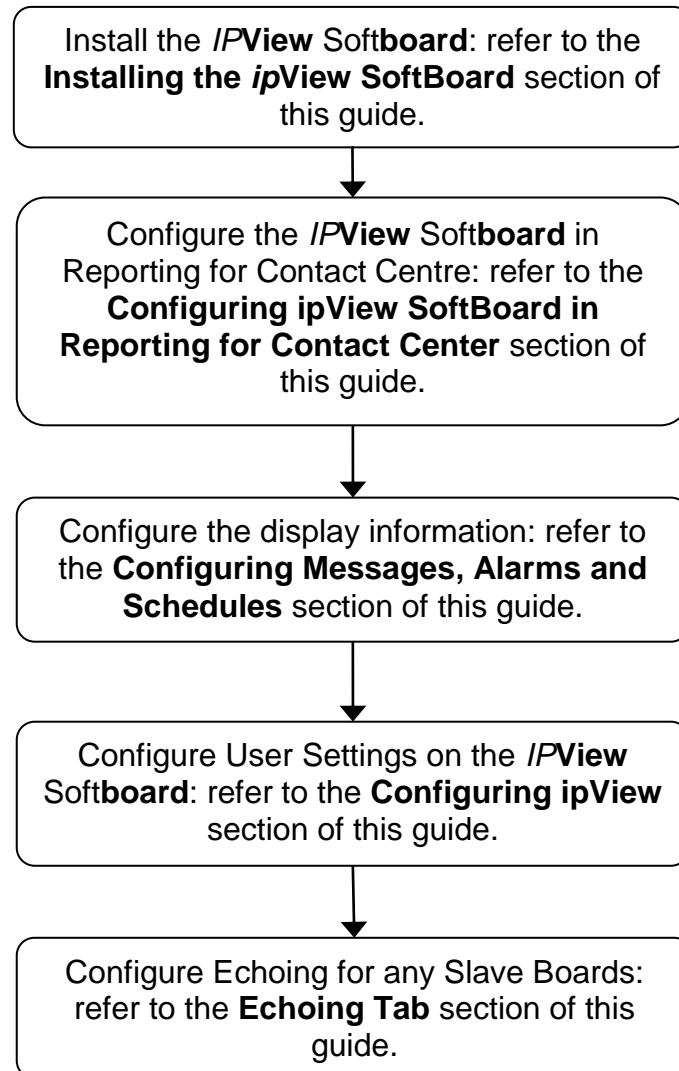 Install the IPView Softboard: refer to the
Installing the ipView SoftBoard section of
this guide.
Configure the IPView Softboard in
Reporting for Contact Centre: refer to the
Configuring ipView SoftBoard in
Reporting for Contact Center section of
this guide.
Configure the display information: refer to
the Configuring Messages, Alarms and
Schedules section of this guide.
Configure User Settings on the IPView
Softboard: refer to the Configuring ipView
section of this guide.
Configure Echoing for any Slave Boards:
refer to the Echoing Tab section of this
guide.